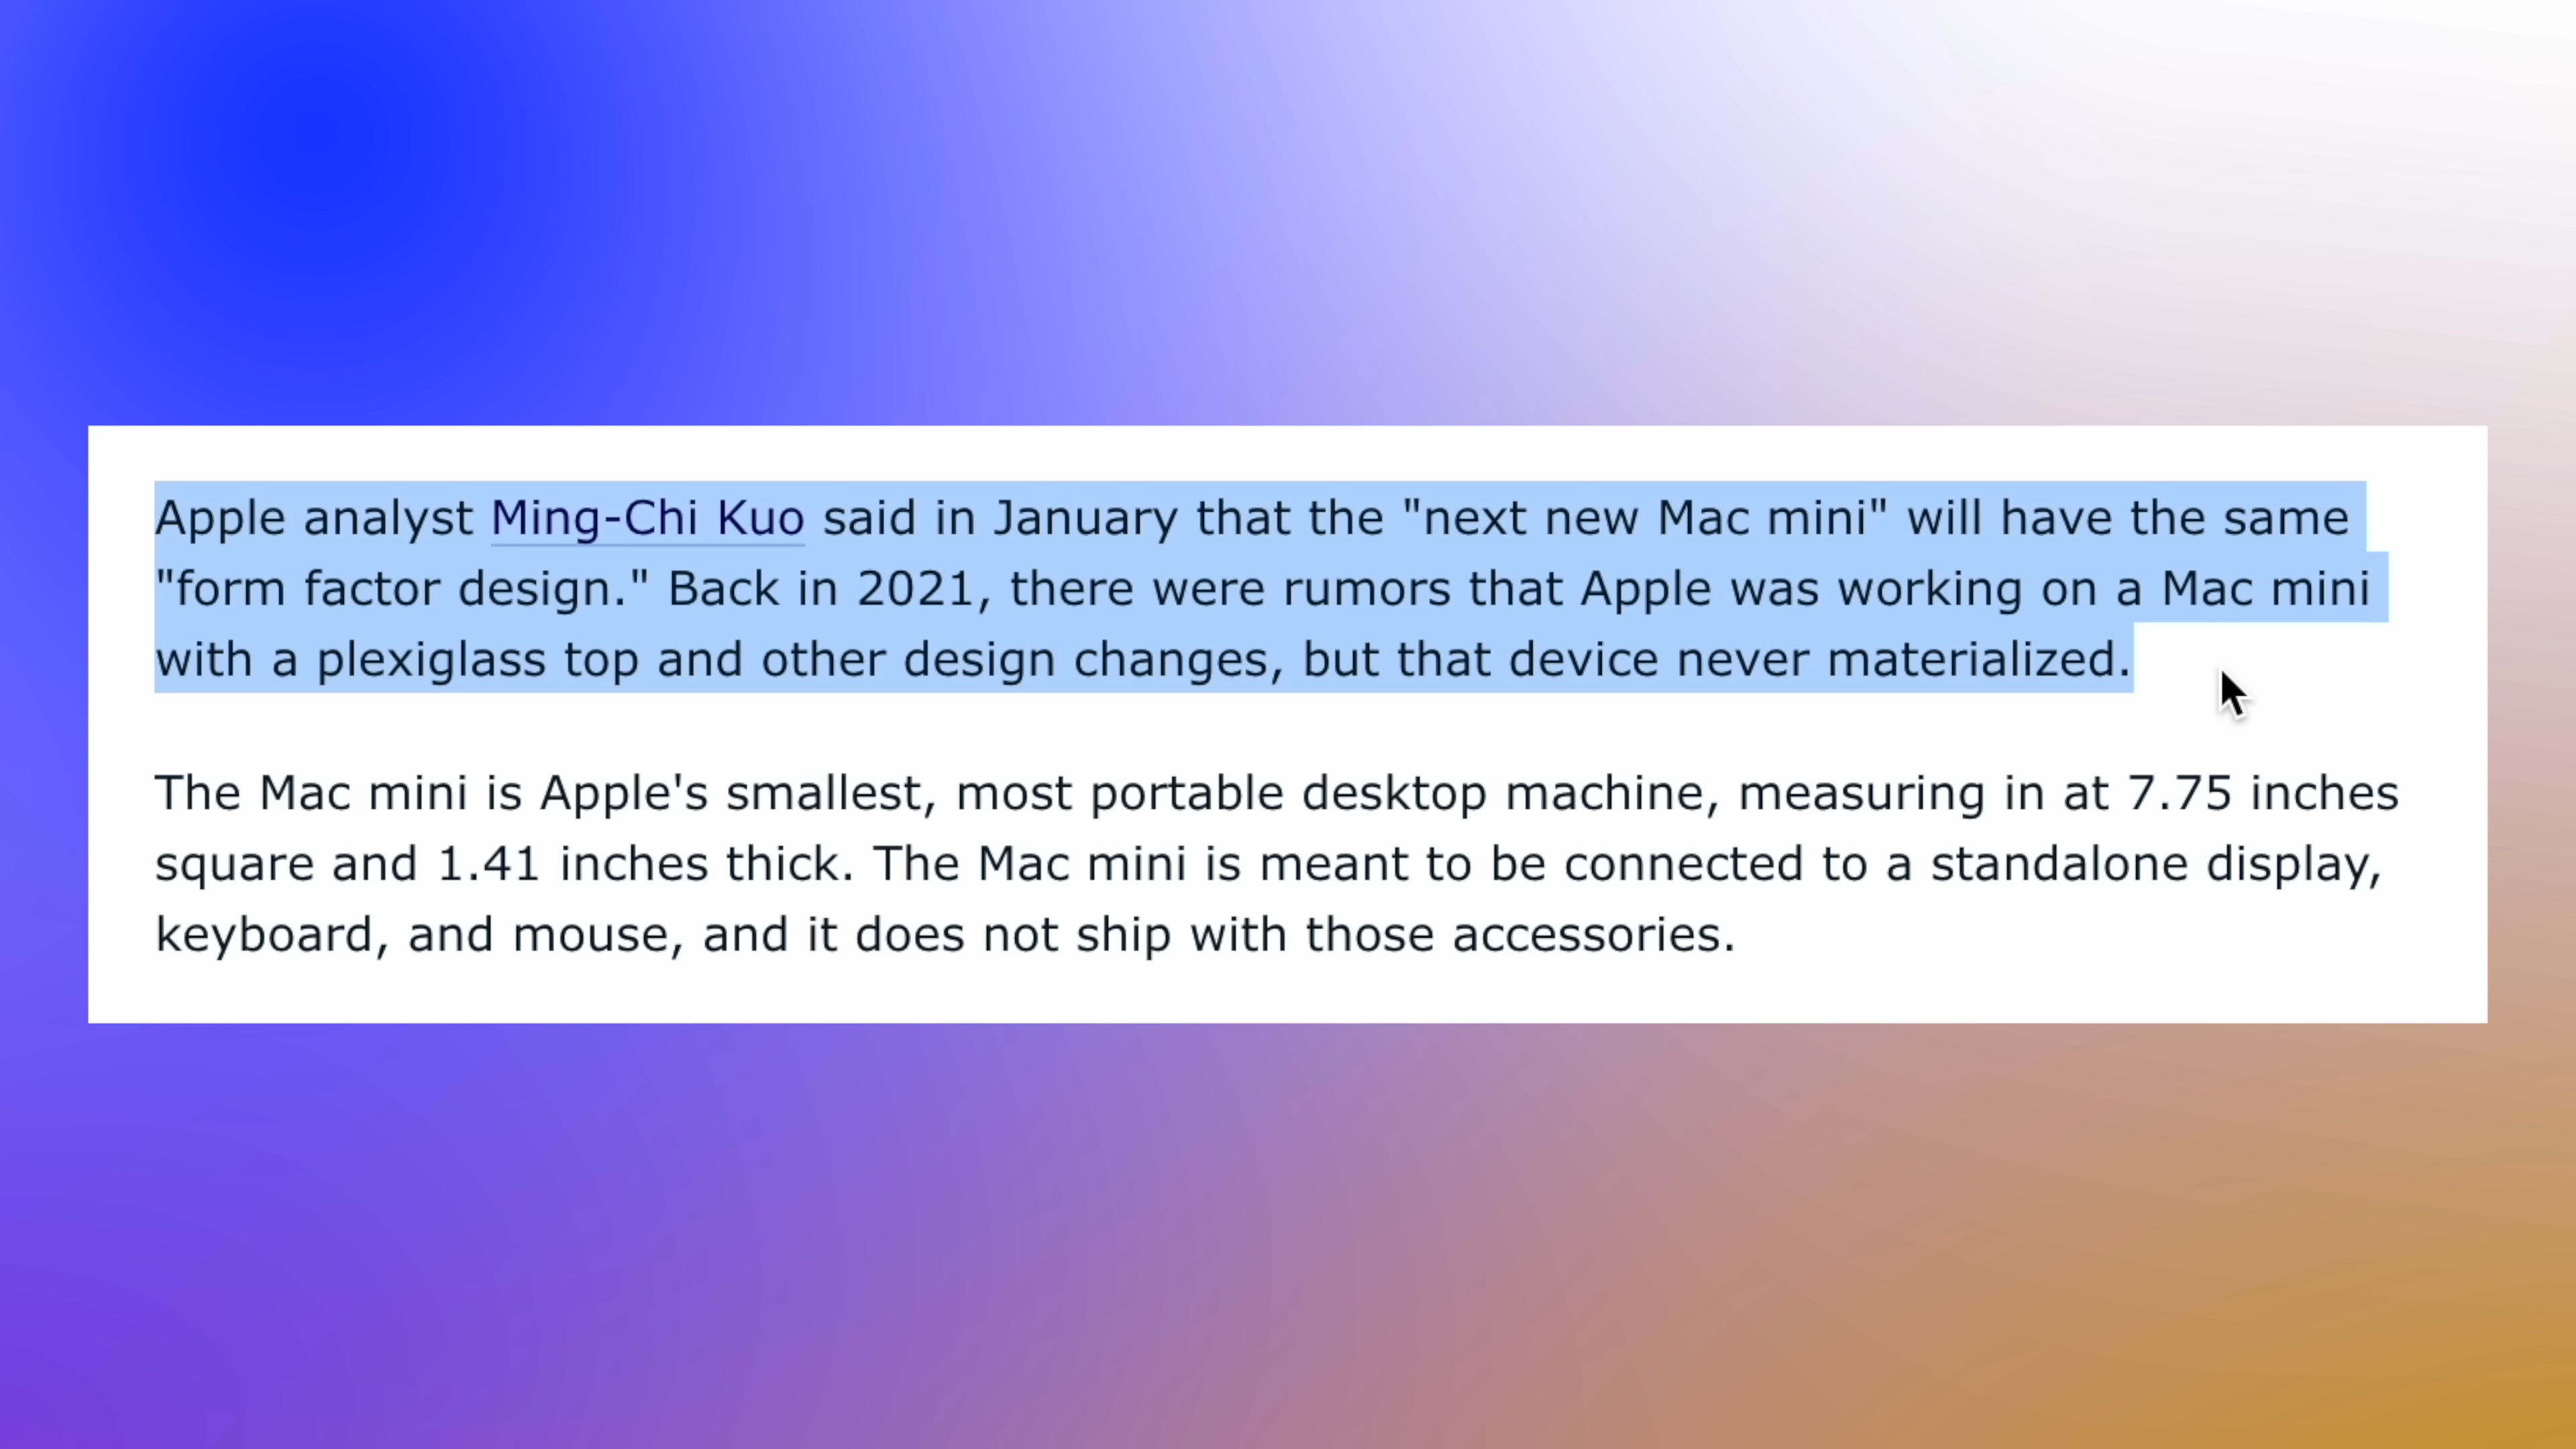 Apple analyst Ming-Chi Kuo said in January that the "next new Mac mini" will have the same
"form factor design." Back in 2021, there were rumors that Apple was working on a Mac mini
with a plexiglass top and other design changes, but that device never materialized.
The Mac mini is Apple's smallest, most portable desktop machine, measuring in at 7.75 inches
square and 1.41 inches thick. The Mac mini is meant to be connected to a standalone display,
keyboard, and mouse, and it does not ship with those accessories.